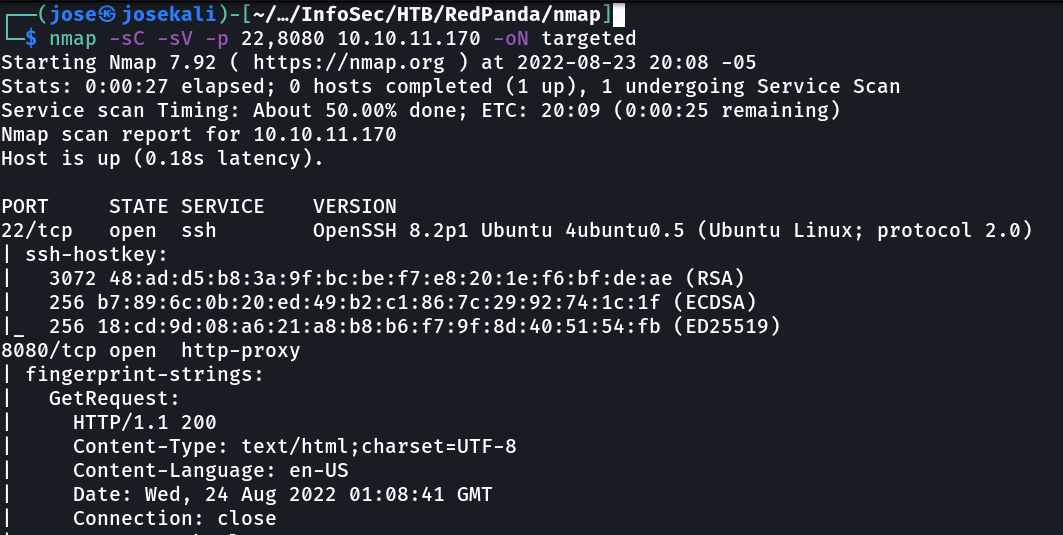 ┌──(jose㉿josekali)-[~/…/InfoSec/HTB/RedPanda/nmap]
└─$ nmap -sC -sV -p 22,8080 10.10.11.170 -oN targeted
Starting Nmap 7.92 ( https://nmap.org ) at 2022-08-23 20:08 -05
Stats: 0:00:27 elapsed; 0 hosts completed (1 up), 1 undergoing Service Scan
Service scan Timing: About 50.00% done; ETC: 20:09 (0:00:25 remaining)
Nmap scan report for 10.10.11.170
Host is up (0.18s latency).

PORT     STATE SERVICE    VERSION
22/tcp   open  ssh        OpenSSH 8.2p1 Ubuntu 4ubuntu0.5 (Ubuntu Linux; protocol 2.0)
| ssh-hostkey:
|   3072 48:ad:d5:b8:3a:9f:bc:be:f7:e8:20:1e:f6:bf:de:ae (RSA)
|   256 b7:89:6c:0b:20:ed:49:b2:c1:86:7c:29:92:74:1c:1f (ECDSA)
|_  256 18:cd:9d:08:a6:21:a8:b8:b6:f7:9f:8d:40:51:54:fb (ED25519)
8080/tcp open  http-proxy
| fingerprint-strings:
|   GetRequest:
|     HTTP/1.1 200
|     Content-Type: text/html;charset=UTF-8
|     Content-Language: en-US
|     Date: Wed, 24 Aug 2022 01:08:41 GMT
|     Connection: close